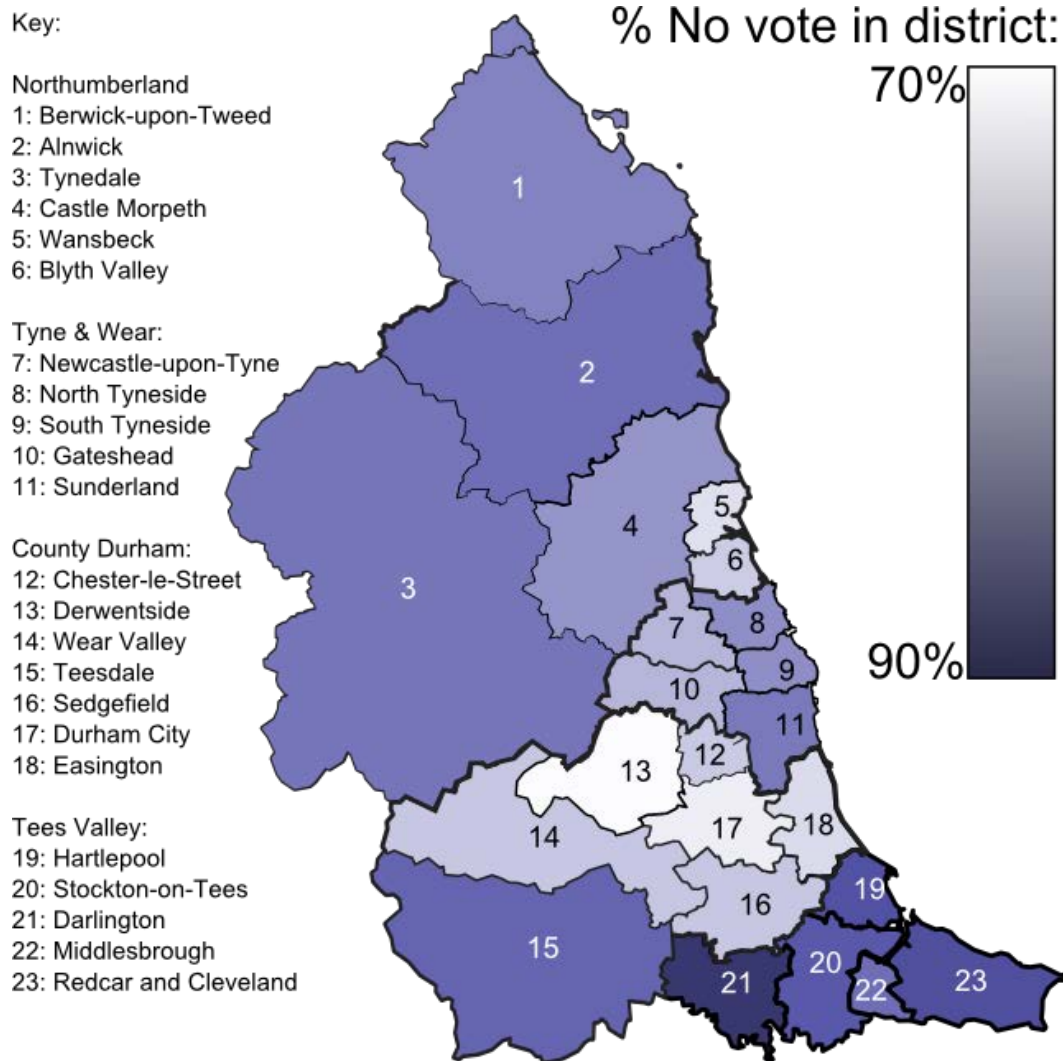 Key:
% No vote in district:
70%
90%
Northumberland
1: Berwick-upon-Tweed
2: Alnwick
3: Tynedale
4: Castle Morpeth
5: Wansbeck
6: Blyth Valley
Tyne & Wear:
7: Newcastle-upon-Tyne
8: North Tyneside
9: South Tyneside
10: Gateshead
11: Sunderland
County Durham:
12: Chester-le-Street
13: Derwentside
14: Wear Valley
15: Teesdale
16: Sedgefield
17: Durham City
18: Easington
Tees Valley:
19: Hartlepool
20: Stockton-on-Tees
21: Darlington
22: Middlesbrough
23: Redcar and Cleveland
1
2
3
4
5
6
7
8
9
10
11
12
13
14
15
16
17
18
19
20
21
22
23